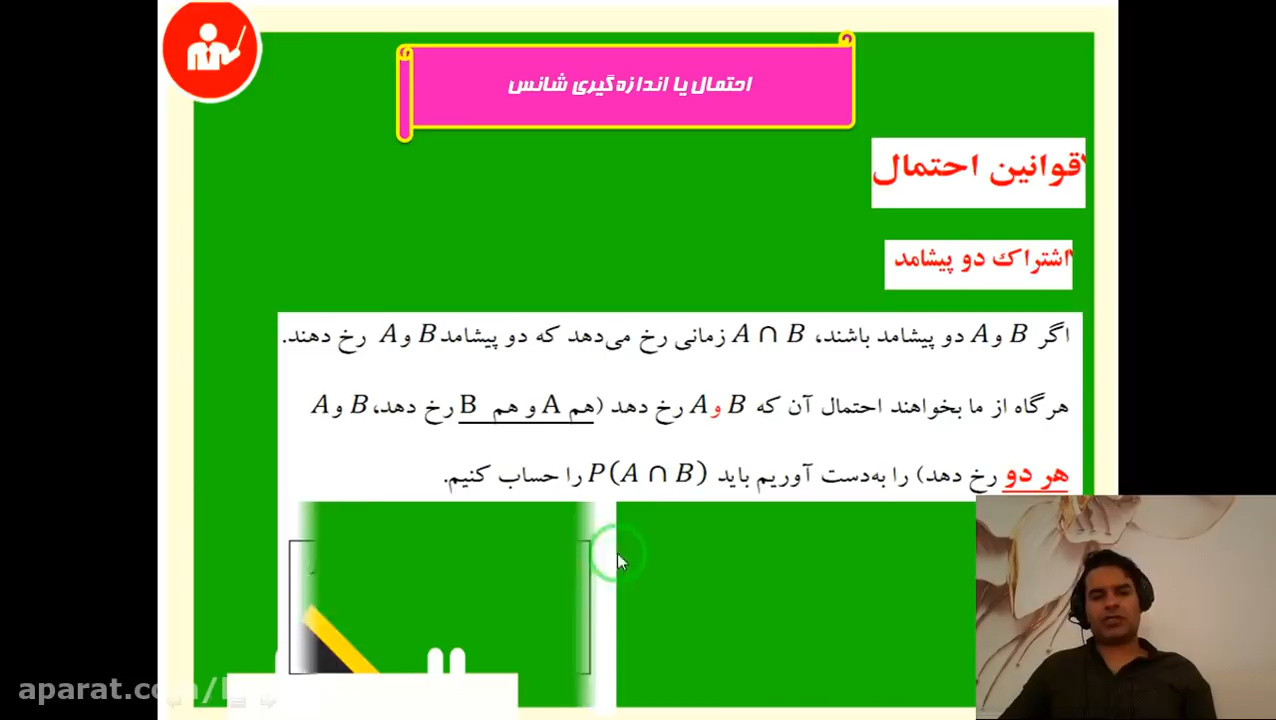 احتمال یا اندازه‌گیری شانس
قوانین احتمال
اشتراک دو پیشامد
اگر B و A دو پیشامد باشند، A ∩ B زمانی رخ می‌دهد که دو پیشامد B و A رخ دهند.
هرگاه از ما بخواهند احتمال آن که B و A رخ دهد (هم A و هم B رخ دهد، B و A
هر دو رخ دهد) را به‌دست آوریم باید P(A ∩ B) را حساب کنیم.
aparat.com/